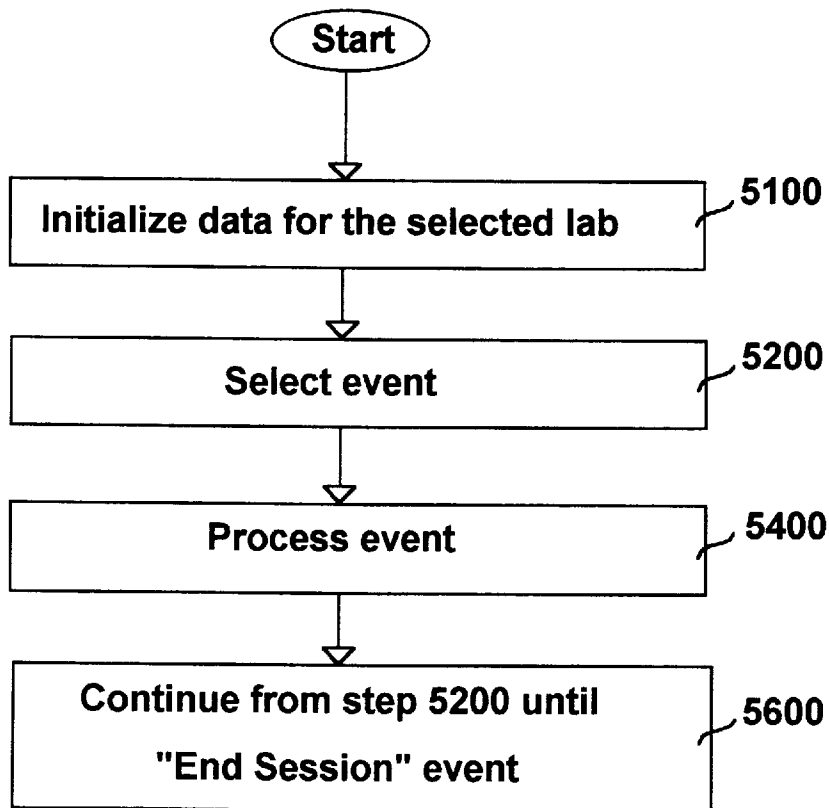 Start
5100
Initialize data for the selected lab
5200
Select event
5400
Process event
Continue from step 5200 until
5600
"End Session" event